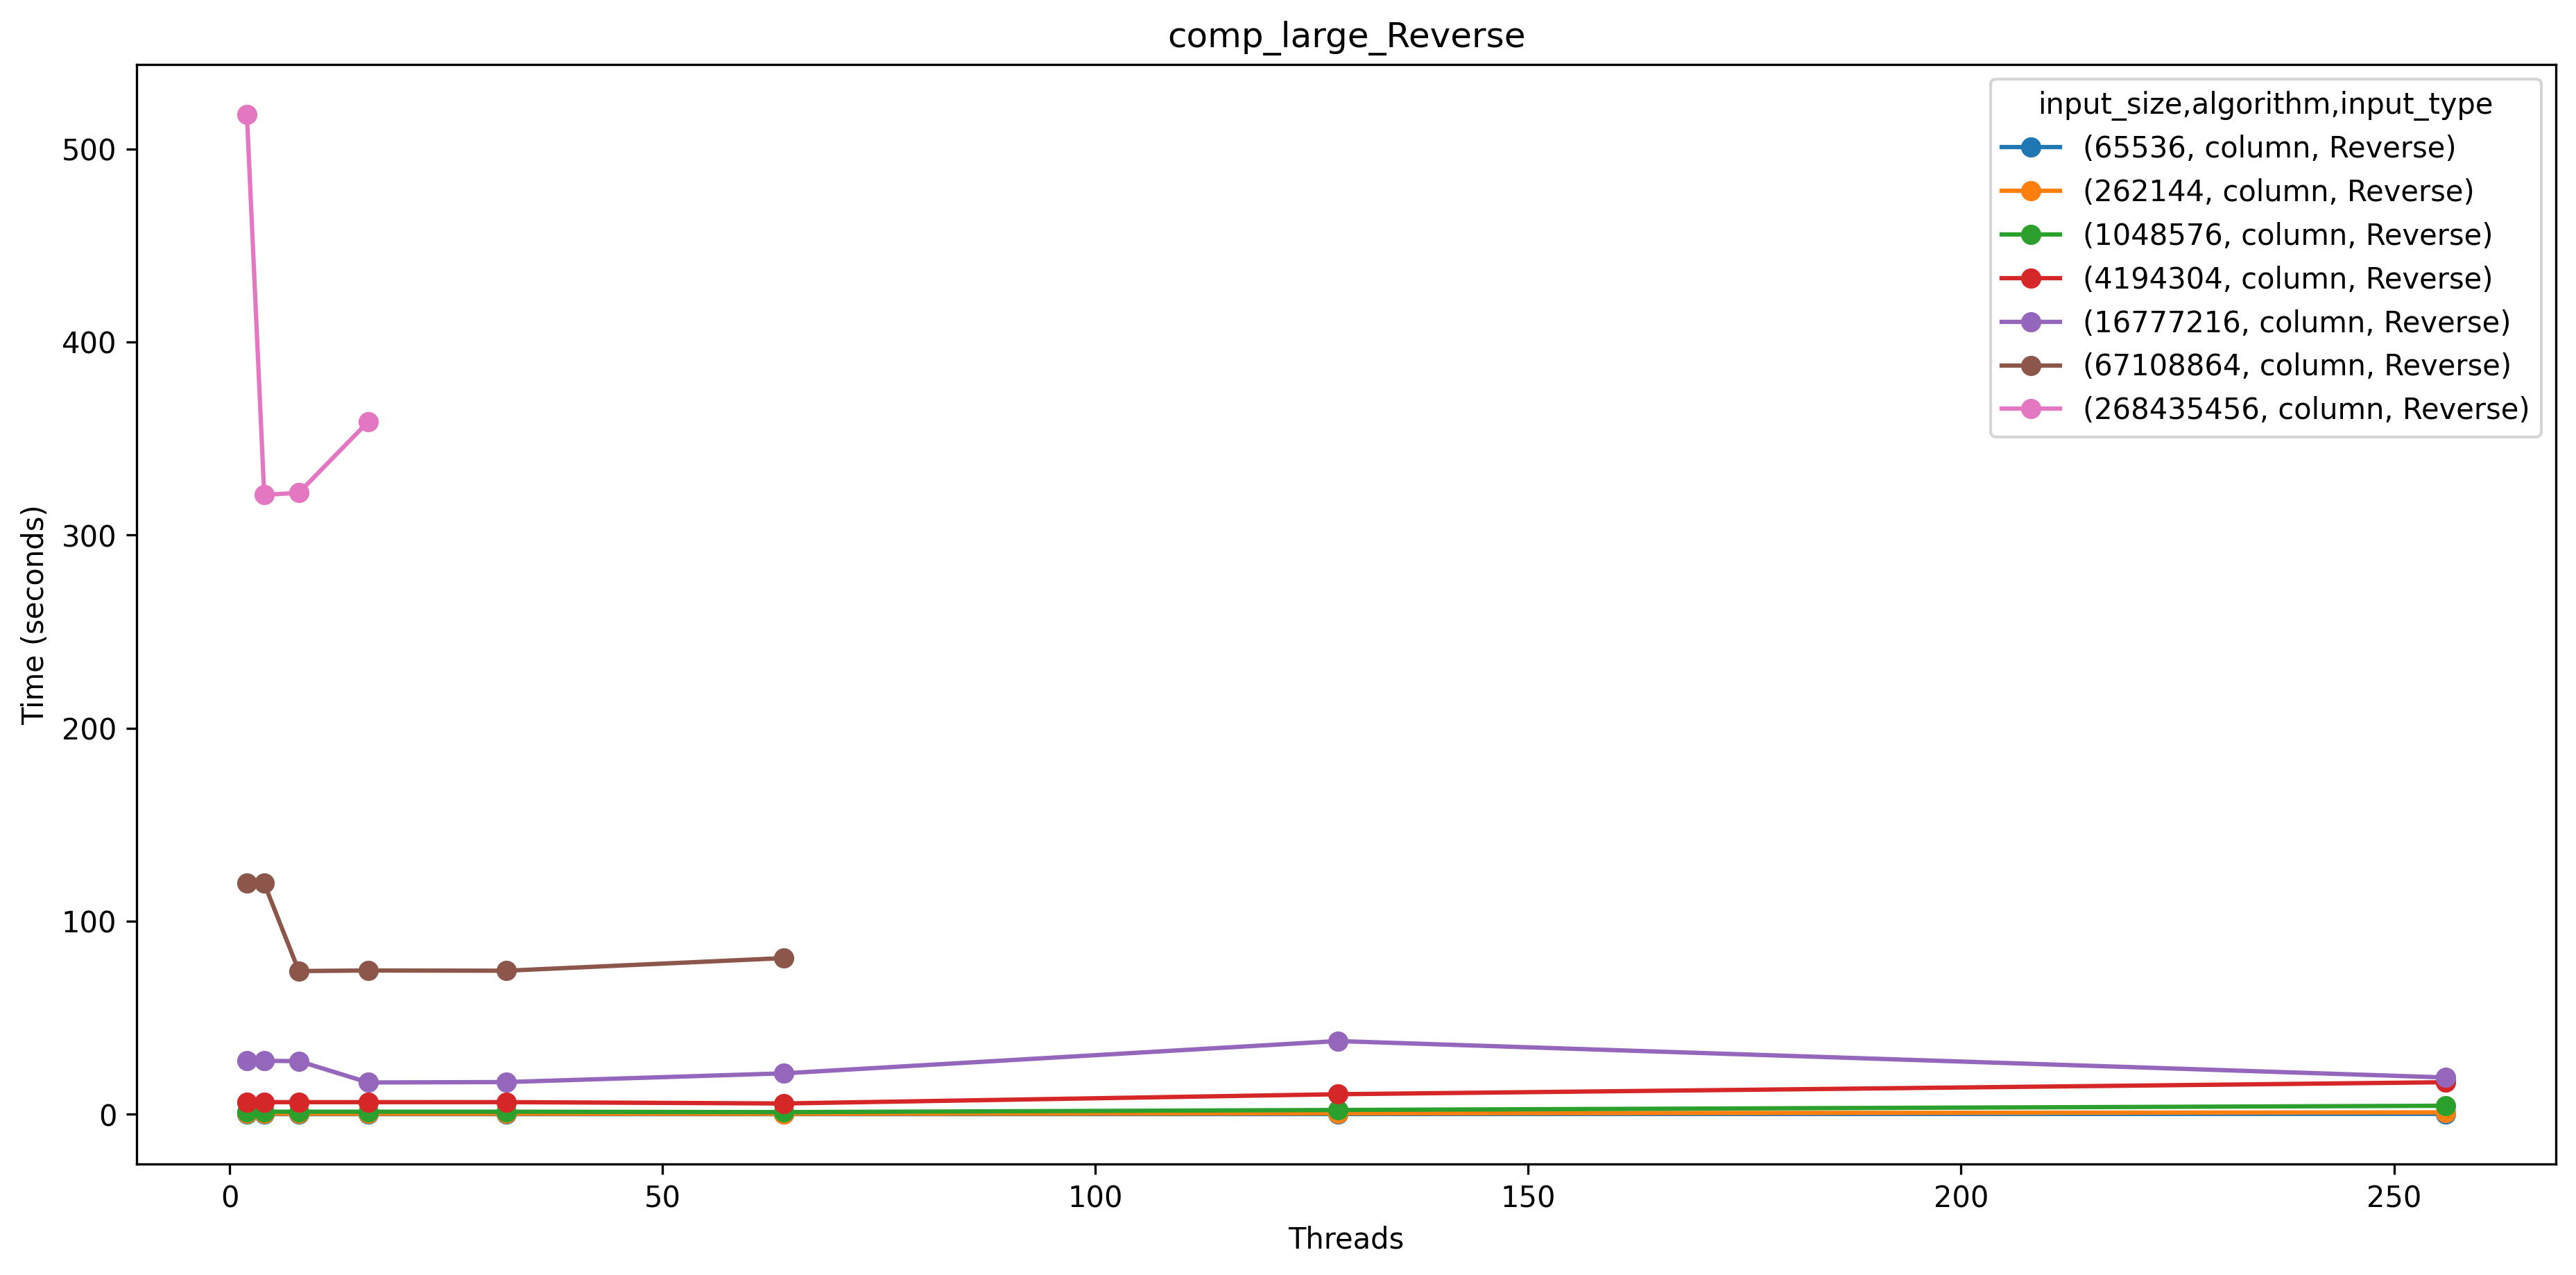 comp_large_Reverse
input_size,algorithm,input_type
(65536, column, Reverse)
(262144, column, Reverse)
(1048576, column, Reverse)
(4194304, column, Reverse)
(16777216, column, Reverse)
(67108864, column, Reverse)
(268435456, column, Reverse)
Time (seconds)
500
400
300
200
100
0
0 50 100 150 200 250
Threads